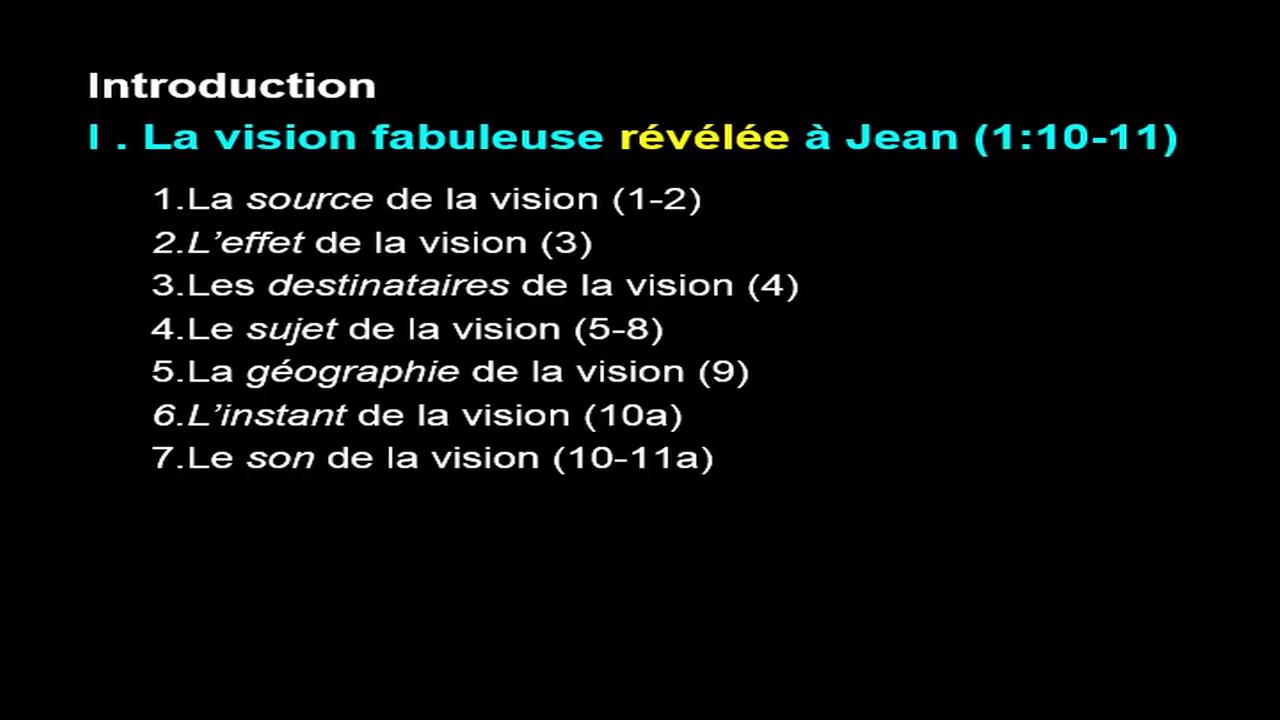 Introduction
I . La vision fabuleuse révélée à Jean (1:10-11)
1.La source de la vision (1-2)
2.L’effet de la vision (3)
3.Les destinataires de la vision (4)
4.Le sujet de la vision (5-8)
5.La géographie de la vision (9)
6.L’instant de la vision (10a)
7.Le son de la vision (10-11a)